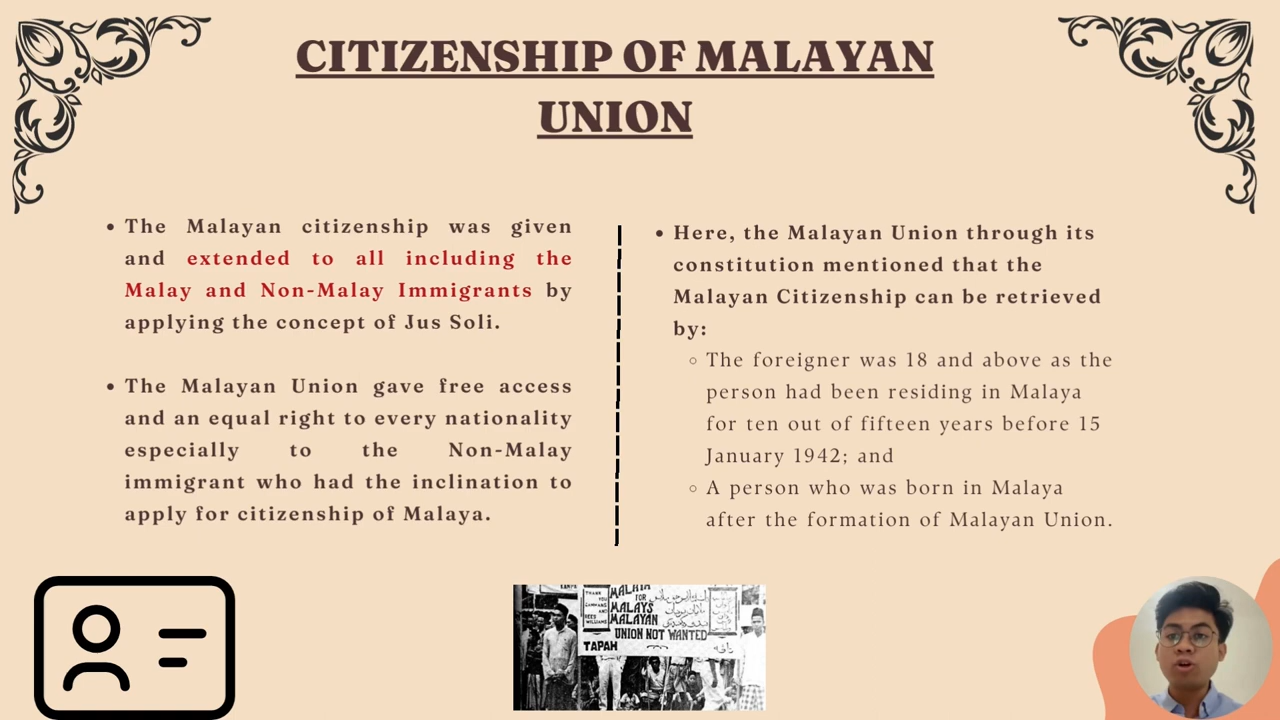 CITIZENSHIP OF MALAYAN
UNION
• The Malayan citizenship was given
and extended to all including the
Malay and Non-Malay Immigrants by
applying the concept of Jus Soli.
• The Malayan Union gave free access
and an equal right to every nationality
especially to the Non-Malay
immigrant who had the inclination to
apply for citizenship of Malaya.
• Here, the Malayan Union through its
constitution mentioned that the
Malayan Citizenship can be retrieved
by:
◦ The foreigner was 18 and above as the
person had been residing in Malaya
for ten out of fifteen years before 15
January 1942; and
◦ A person who was born in Malaya
after the formation of Malayan Union.
THANK
YOU
GAMMANS
AND
REES
WILLIAMS
MALAYA
FOR
MALAYS
MALAYAN
UNION NOT WANTED
TAPAH